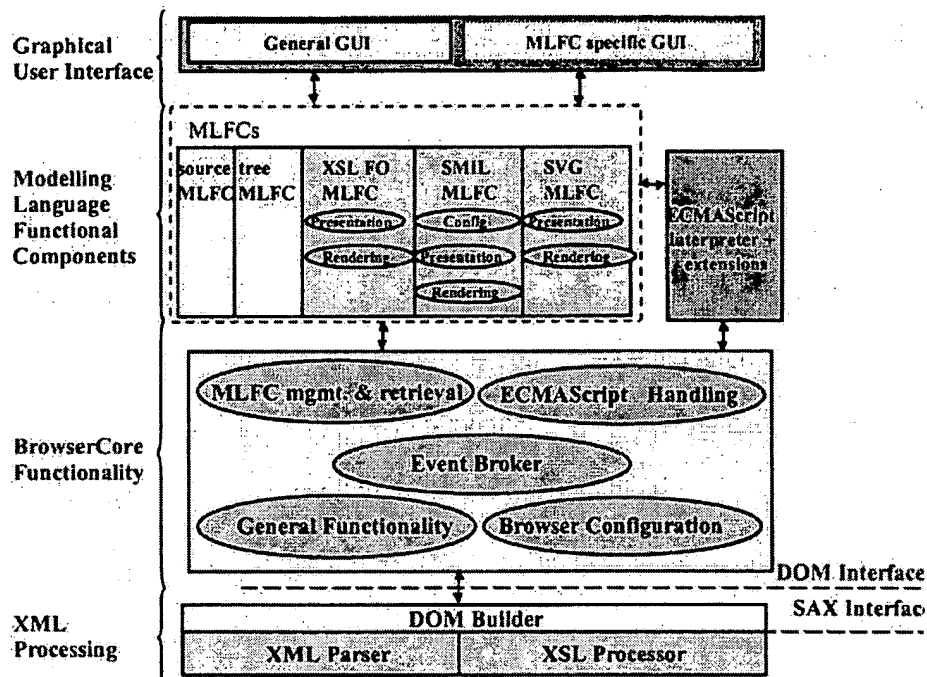 Graphical
User Interface
General GUI
MLFC specific GUI
Modelling
Language
Functional
Components
MLFCs
source
MLFC
tree
MLFC
XSL FO
MLFC
Presentation
Rendering
SMIL
MLFC
Config:
Presentation
Rendering
SVG
MLFC
Presentation
Rendering
ECMAScript
Interpreter +
extensions
BrowserCore
Functionality
MLFC mgmt. & retrieval
ECMAScript Handling
Event Broker
General Functionality
Browser Configuration
DOM Interface
SAX Interfac
XML
Processing
DOM Builder
XML Parser
XSL Processor